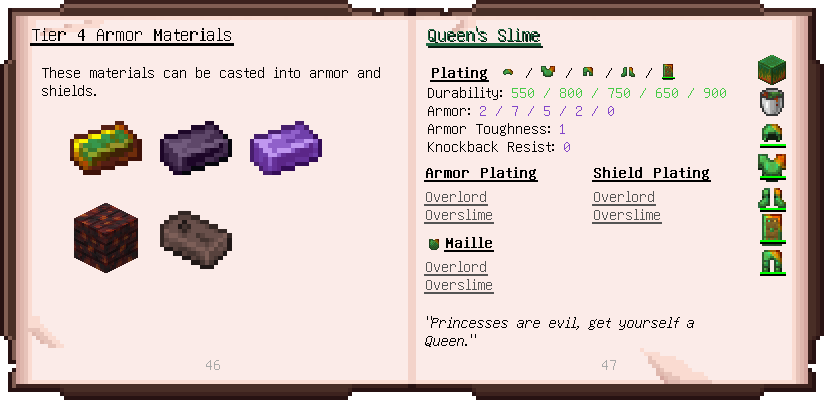 Tier 4 Armor Materials
These materials can be casted into armor and
shields.
46
Queen's Slime
Plating / / / /
Durability: 550 / 800 / 750 / 650 / 900
Armor: 2 / 7 / 5 / 2 / 0
Armor Toughness: 1
Knockback Resist: 0
Armor Plating
Overlord
Overslime
Shield Plating
Overlord
Overslime
Maille
Overlord
Overslime
"Princesses are evil, get yourself a
Queen."
47